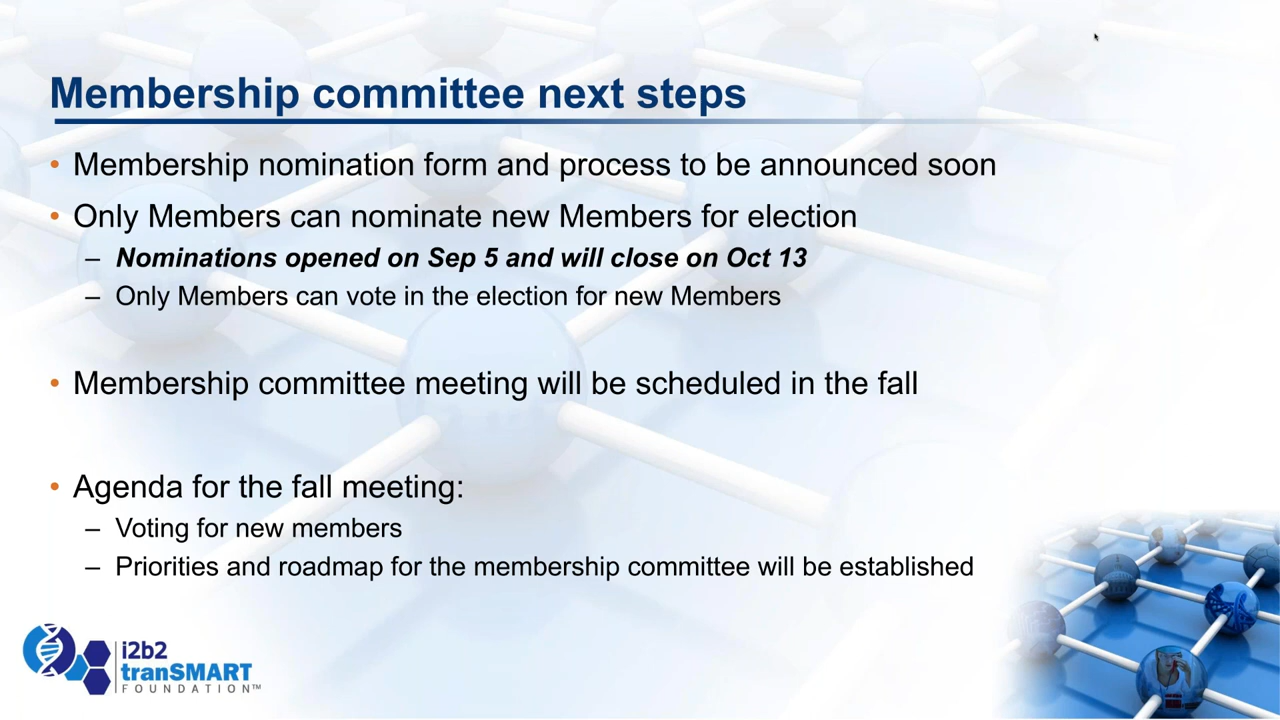 Membership committee next steps
• Membership nomination form and process to be announced soon
• Only Members can nominate new Members for election
– Nominations opened on Sep 5 and will close on Oct 13
– Only Members can vote in the election for new Members
• Membership committee meeting will be scheduled in the fall
• Agenda for the fall meeting:
– Voting for new members
– Priorities and roadmap for the membership committee will be established
i2b2
tranSMART
FOUNDATION™